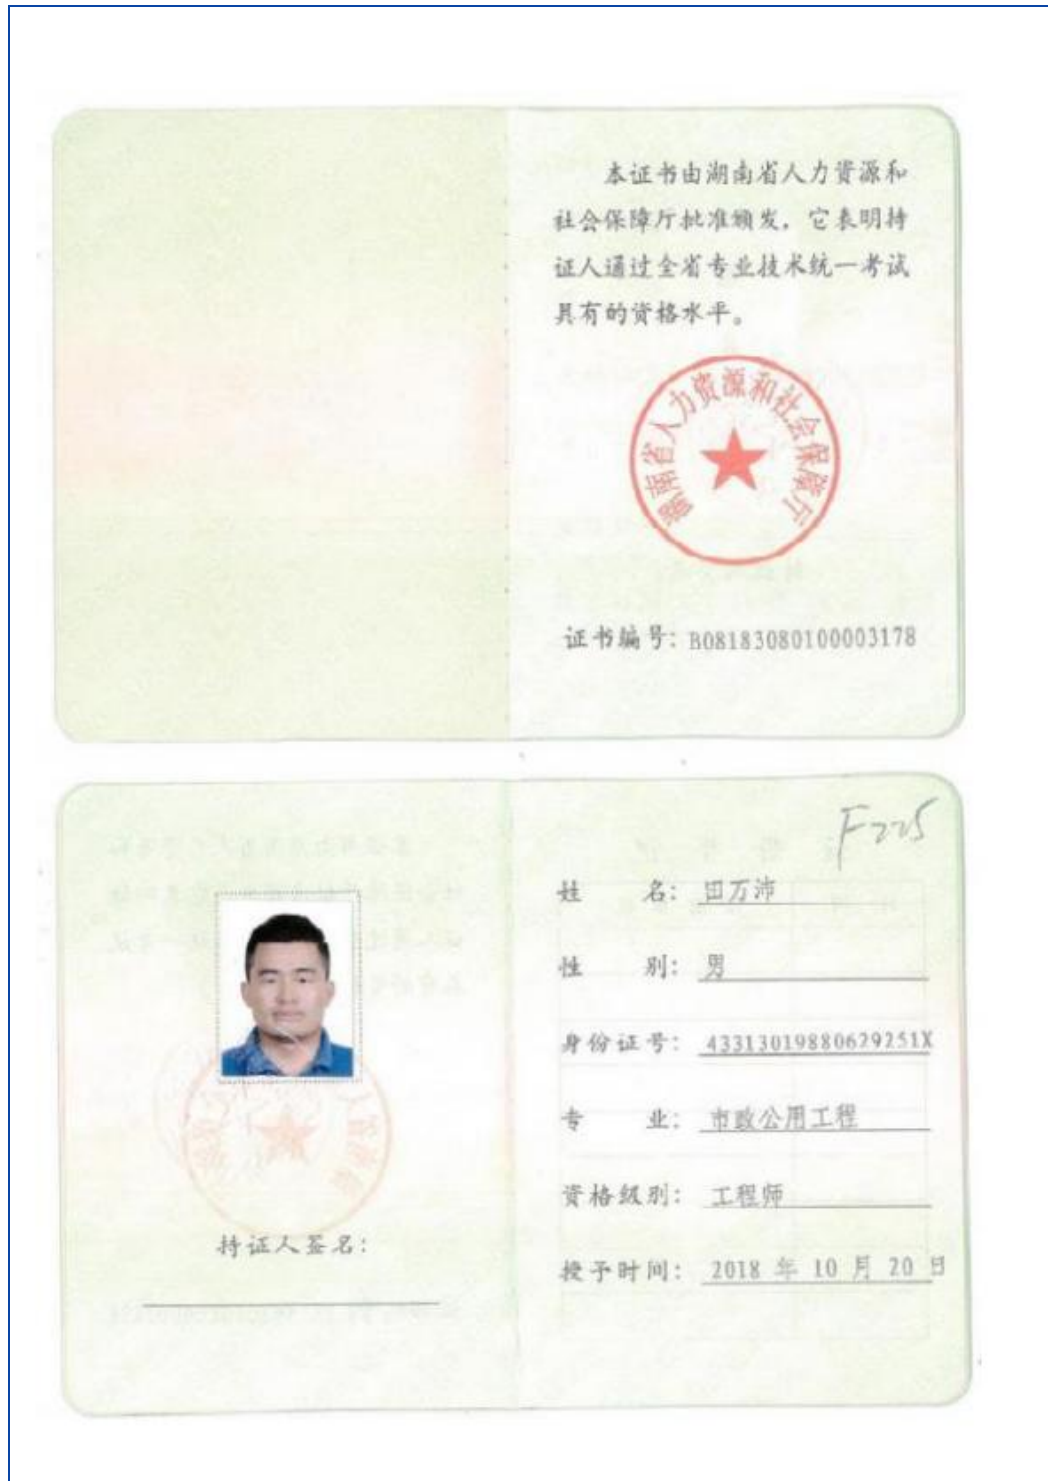 本证书由湖南省人力资源和
社会保障厅批准颁发，它表明持
证人通过全省专业技术统一考试
具有的资格水平。
湖南省人力资源和社会保障厅
证书编号：B08183080100003178
F225
姓名：田万沛
性别：男
身份证号：43313019880629251X
专业：市政公用工程
资格级别：工程师
授予时间：2018 年 10 月 20 日
持证人签名：